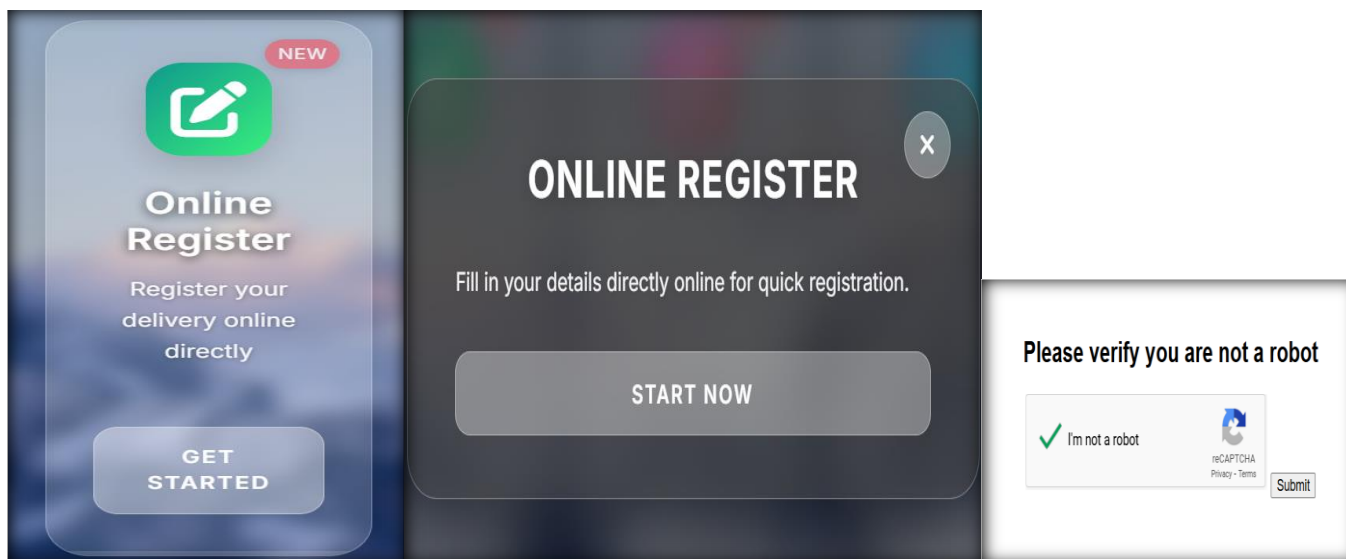 NEW
Online
Register
Register your
delivery online
directly
GET
STARTED
X
ONLINE REGISTER
Fill in your details directly online for quick registration.
START NOW
Please verify you are not a robot
I'm not a robot
reCAPTCHA
Privacy - Terms
Submit